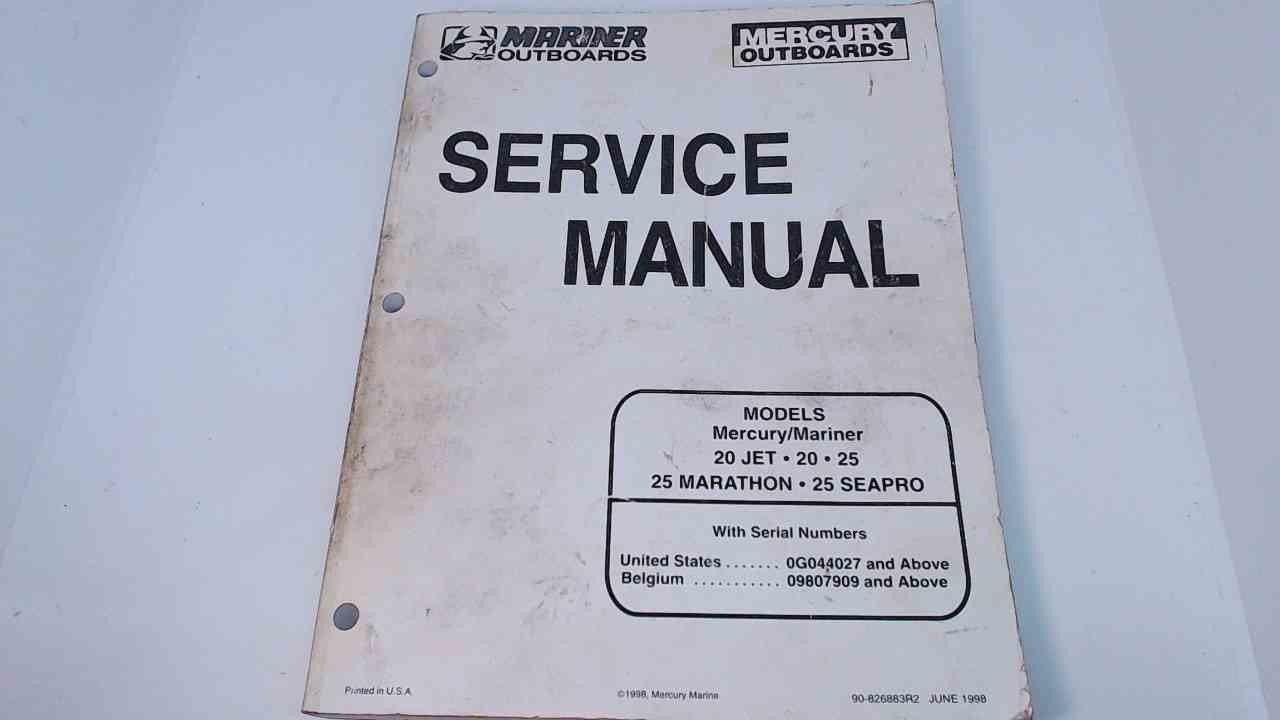 MARINER
OUTBOARDS
MERCURY
OUTBOARDS
SERVICE
MANUAL
MODELS
Mercury/Mariner
20 JET • 20 • 25
25 MARATHON • 25 SEAPRO
With Serial Numbers
United States ....... 0G044027 and Above
Belgium ........... 09807909 and Above
Printed in U.S.A.
©1998, Mercury Marine
90-826883R2 JUNE 1998